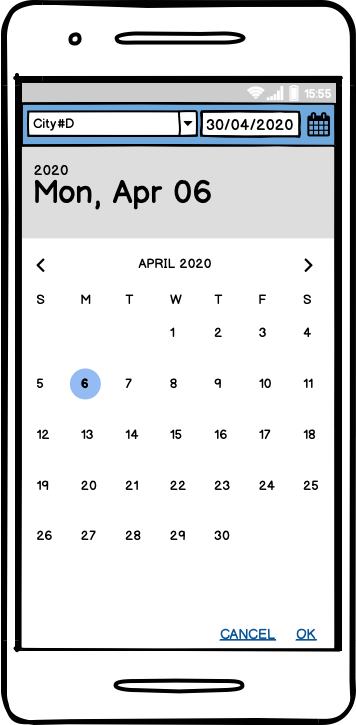 15:55
City#D 30/04/2020
2020
Mon, Apr 06
APRIL 2020
S M T W T F S
1 2 3 4
5 6 7 8 9 10 11
12 13 14 15 16 17 18
19 20 21 22 23 24 25
26 27 28 29 30
CANCEL OK